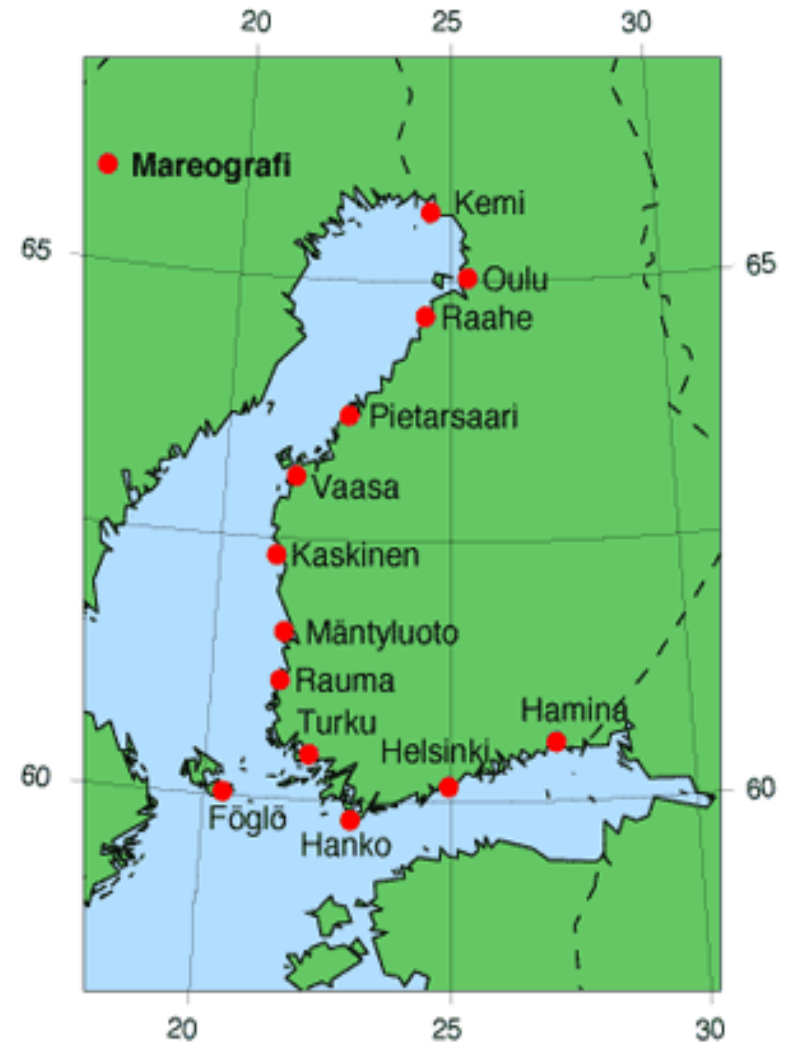 20 25 30
Mareografi
Kemi
65 65
Oulu
Raahe
Pietarsaari
Vaasa
Kaskinen
Mäntyluoto
Rauma
Hamina
Turku
Helsinki
60 60
Föglö
Hanko
20 25 30